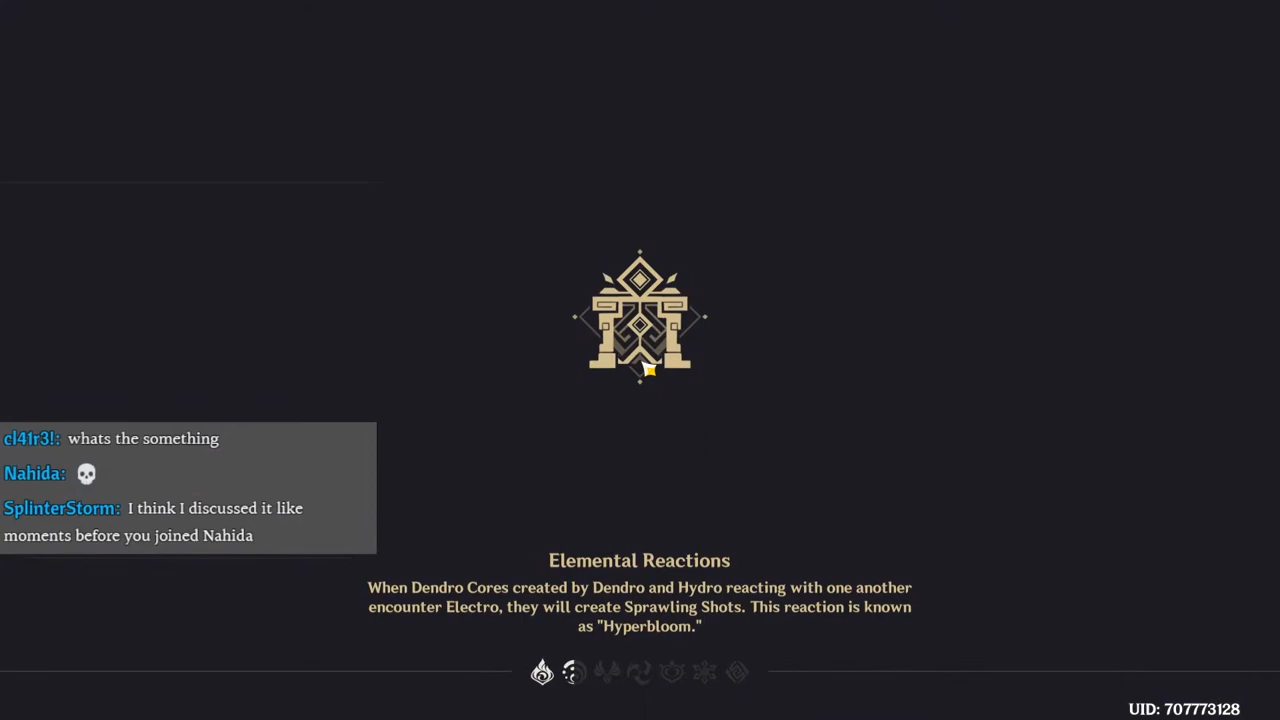 cl41r3!: whats the something
Nahida: 💀
SplinterStorm: I think I discussed it like
moments before you joined Nahida
Elemental Reactions
When Dendro Cores created by Dendro and Hydro reacting with one another
encounter Electro, they will create Sprawling Shots. This reaction is known
as "Hyperbloom."
UID: 707773128